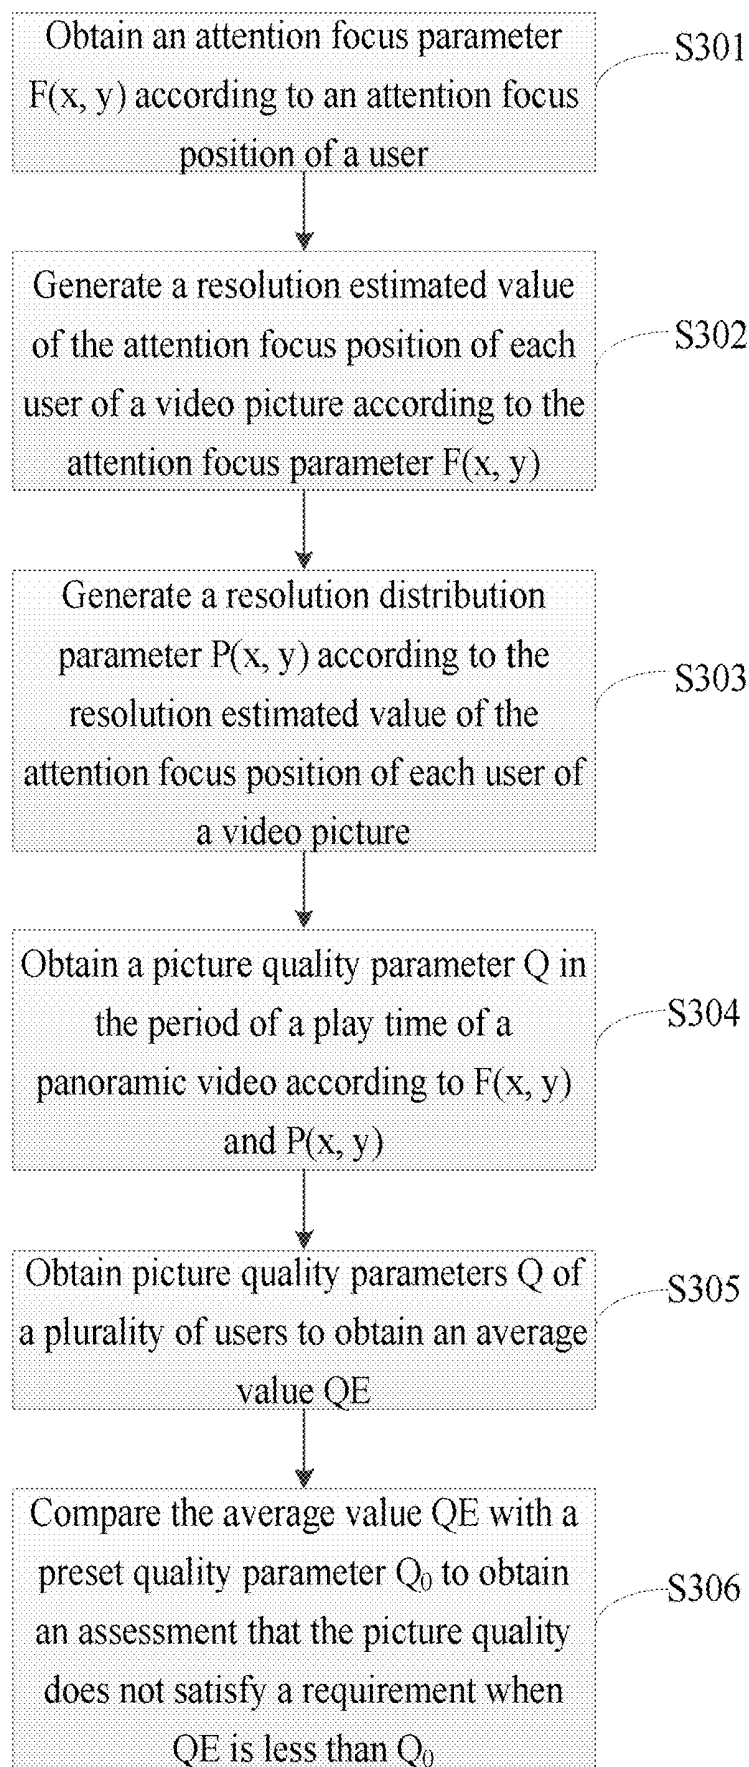 Obtain an attention focus parameter
F(x, y) according to an attention focus
position of a user
S301
Generate a resolution estimated value
of the attention focus position of each
user of a video picture according to the
attention focus parameter F(x, y)
S302
Generate a resolution distribution
parameter P(x, y) according to the
resolution estimated value of the
attention focus position of each user of
a video picture
S303
Obtain a picture quality parameter Q in
the period of a play time of a
panoramic video according to F(x, y)
and P(x, y)
S304
Obtain picture quality parameters Q of
a plurality of users to obtain an average
value QE
S305
Compare the average value QE with a
preset quality parameter Q₀ to obtain
an assessment that the picture quality
does not satisfy a requirement when
QE is less than Q₀
S306